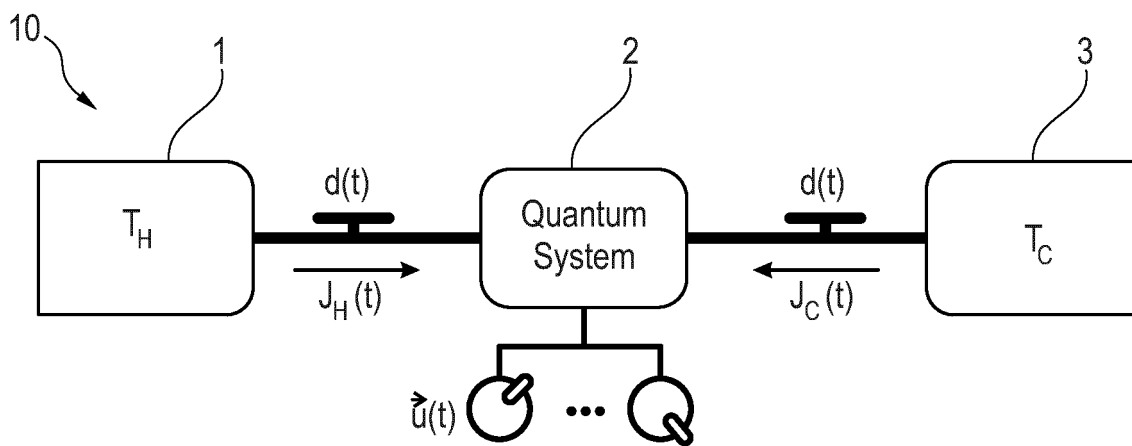 10
1
2
3
d(t)
d(t)
T_H
Quantum
System
T_C
J_H(t)
J_C(t)
u⃗(t)
•••